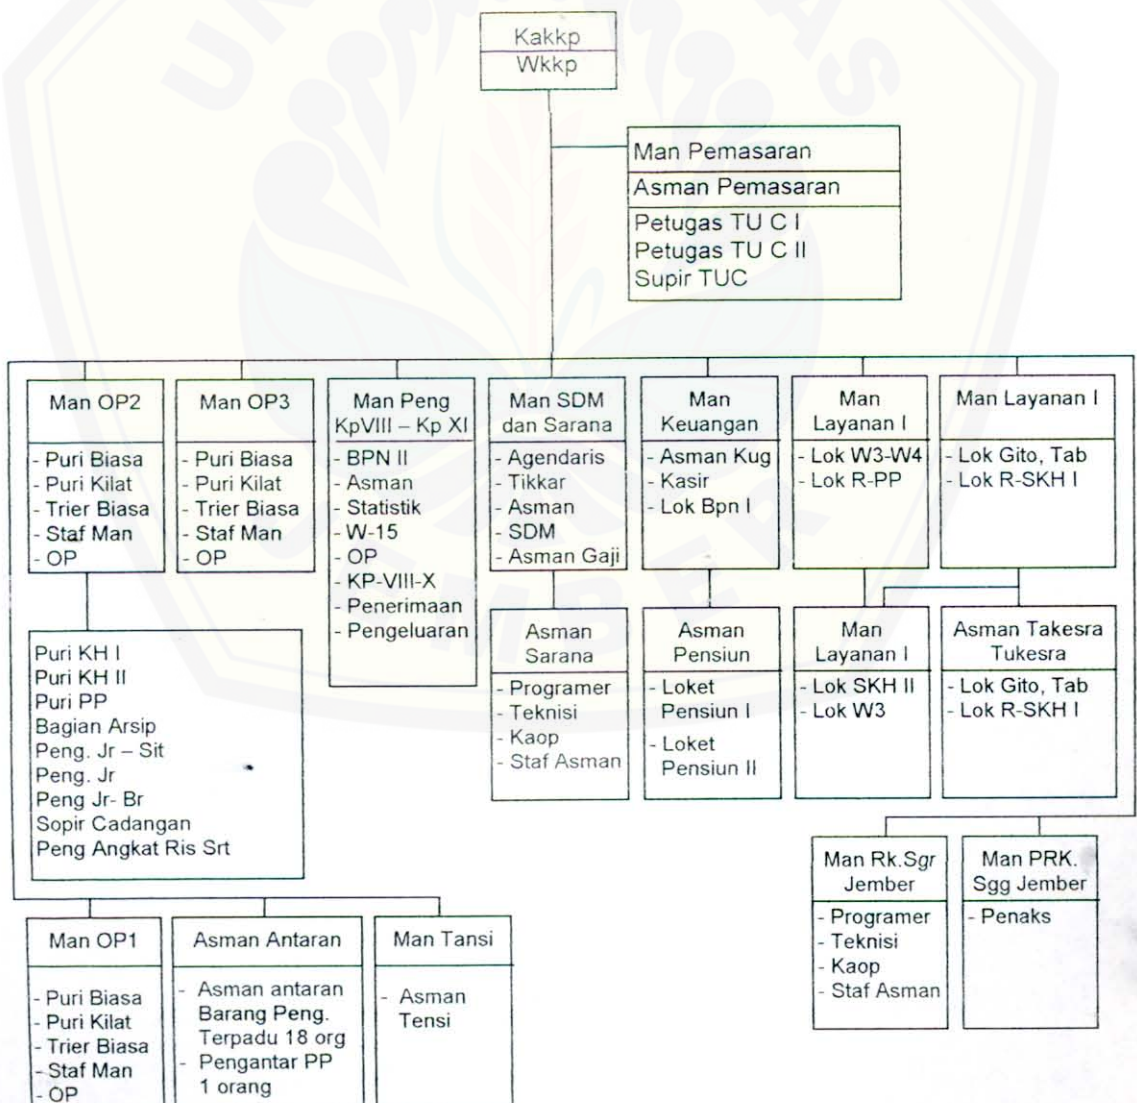 UNIVERSITAS
JEMBER
Kakkp
Wkkp
Man Pemasaran
Asman Pemasaran
Petugas TU C I
Petugas TU C II
Supir TUC
Man OP2
- Puri Biasa
- Puri Kilat
- Trier Biasa
- Staf Man
- OP
Man OP3
- Puri Biasa
- Puri Kilat
- Trier Biasa
- Staf Man
- OP
Man Peng
KpVIII – Kp XI
- BPN II
- Asman
- Statistik
- W-15
- OP
- KP-VIII-X
- Penerimaan
- Pengeluaran
Man SDM
dan Sarana
- Agendaris
- Tikkar
- Asman
- SDM
- Asman Gaji
Man
Keuangan
- Asman Kug
- Kasir
- Lok Bpn I
Man
Layanan I
- Lok W3-W4
- Lok R-PP
Man Layanan I
- Lok Gito, Tab
- Lok R-SKH I
Puri KH I
Puri KH II
Puri PP
Bagian Arsip
Peng. Jr – Sit
Peng. Jr
Peng Jr- Br
Sopir Cadangan
Peng Angkat Ris Srt
Asman
Sarana
- Programer
- Teknisi
- Kaop
- Staf Asman
Asman
Pensiun
- Loket
Pensiun I
- Loket
Pensiun II
Man
Layanan I
- Lok SKH II
- Lok W3
Asman Takesra
Tukesra
- Lok Gito, Tab
- Lok R-SKH I
Man Rk.Sgr
Jember
- Programer
- Teknisi
- Kaop
- Staf Asman
Man PRK.
Sgg Jember
- Penaks
Man OP1
- Puri Biasa
- Puri Kilat
- Trier Biasa
- Staf Man
- OP
Asman Antaran
- Asman antaran
Barang Peng.
Terpadu 18 org
- Pengantar PP
1 orang
Man Tansi
- Asman
Tensi